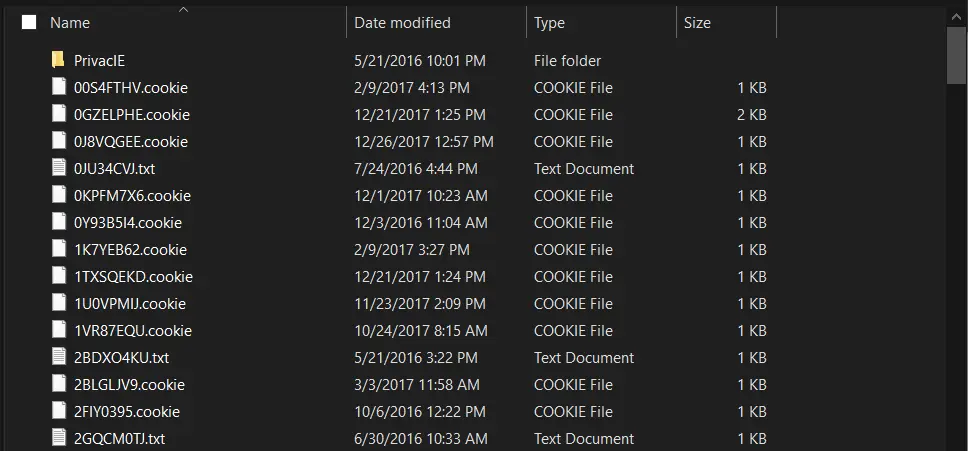 Name Date modified Type Size
PrivacIE 5/21/2016 10:01 PM File folder
00S4FTHV.cookie 2/9/2017 4:13 PM COOKIE File 1 KB
0GZELPHE.cookie 12/21/2017 1:25 PM COOKIE File 2 KB
0J8VQGEE.cookie 12/26/2017 12:57 PM COOKIE File 1 KB
0JU34CVJ.txt 7/24/2016 4:44 PM Text Document 1 KB
0KPFM7X6.cookie 12/1/2017 10:23 AM COOKIE File 1 KB
0Y93B5I4.cookie 12/3/2016 11:04 AM COOKIE File 1 KB
1K7YEB62.cookie 2/9/2017 3:27 PM COOKIE File 1 KB
1TXSQEKD.cookie 12/21/2017 1:24 PM COOKIE File 1 KB
1U0VPMIJ.cookie 11/23/2017 2:09 PM COOKIE File 1 KB
1VR87EQU.cookie 10/24/2017 8:15 AM COOKIE File 1 KB
2BDXO4KU.txt 5/21/2016 3:22 PM Text Document 1 KB
2BLGLJV9.cookie 3/3/2017 11:58 AM COOKIE File 1 KB
2FIY0395.cookie 10/6/2016 12:22 PM COOKIE File 1 KB
2GQCM0TJ.txt 6/30/2016 10:33 AM Text Document 1 KB